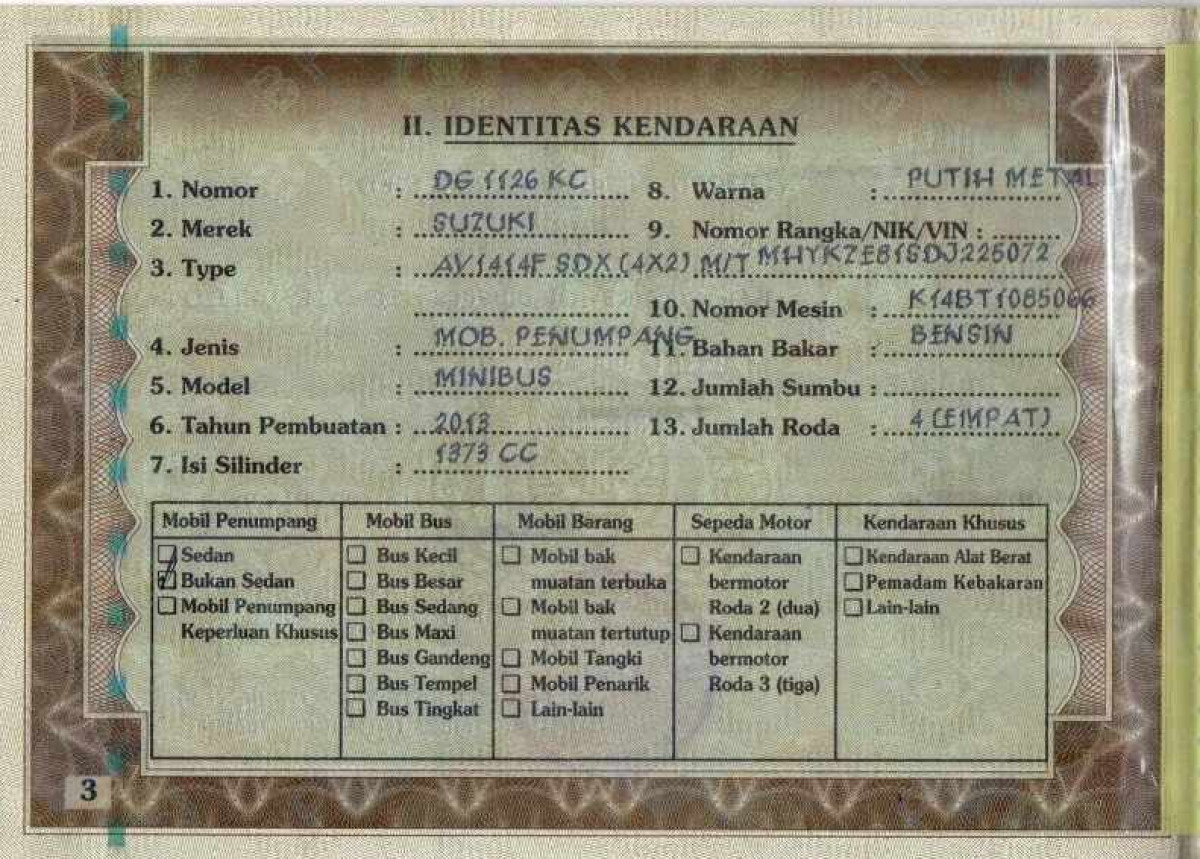 II. IDENTITAS KENDARAAN
1. Nomor : DG 1126 KC
2. Merek : SUZUKI
3. Type : AV1414F SDX (4X2) M/T
4. Jenis : MOB. PENUMPANG
5. Model : MINIBUS
6. Tahun Pembuatan : 2013
7. Isi Silinder : 1373 CC
8. Warna : PUTIH METAL
9. Nomor Rangka/NIK/VIN :
MHYKZE81SDJ225072
10. Nomor Mesin : K14BT1085066
11. Bahan Bakar : BENSIN
12. Jumlah Sumbu :
13. Jumlah Roda : 4 (EMPAT)
Mobil Penumpang
Sedan
Bukan Sedan
Mobil Penumpang
Keperluan Khusus
Mobil Bus
Bus Kecil
Bus Besar
Bus Sedang
Bus Maxi
Bus Gandeng
Bus Tempel
Bus Tingkat
Mobil Barang
Mobil bak
muatan terbuka
Mobil bak
muatan tertutup
Mobil Tangki
Mobil Penarik
Lain-lain
Sepeda Motor
Kendaraan
bermotor
Roda 2 (dua)
Kendaraan
bermotor
Roda 3 (tiga)
Kendaraan Khusus
Kendaraan Alat Berat
Pemadam Kebakaran
Lain-lain
3